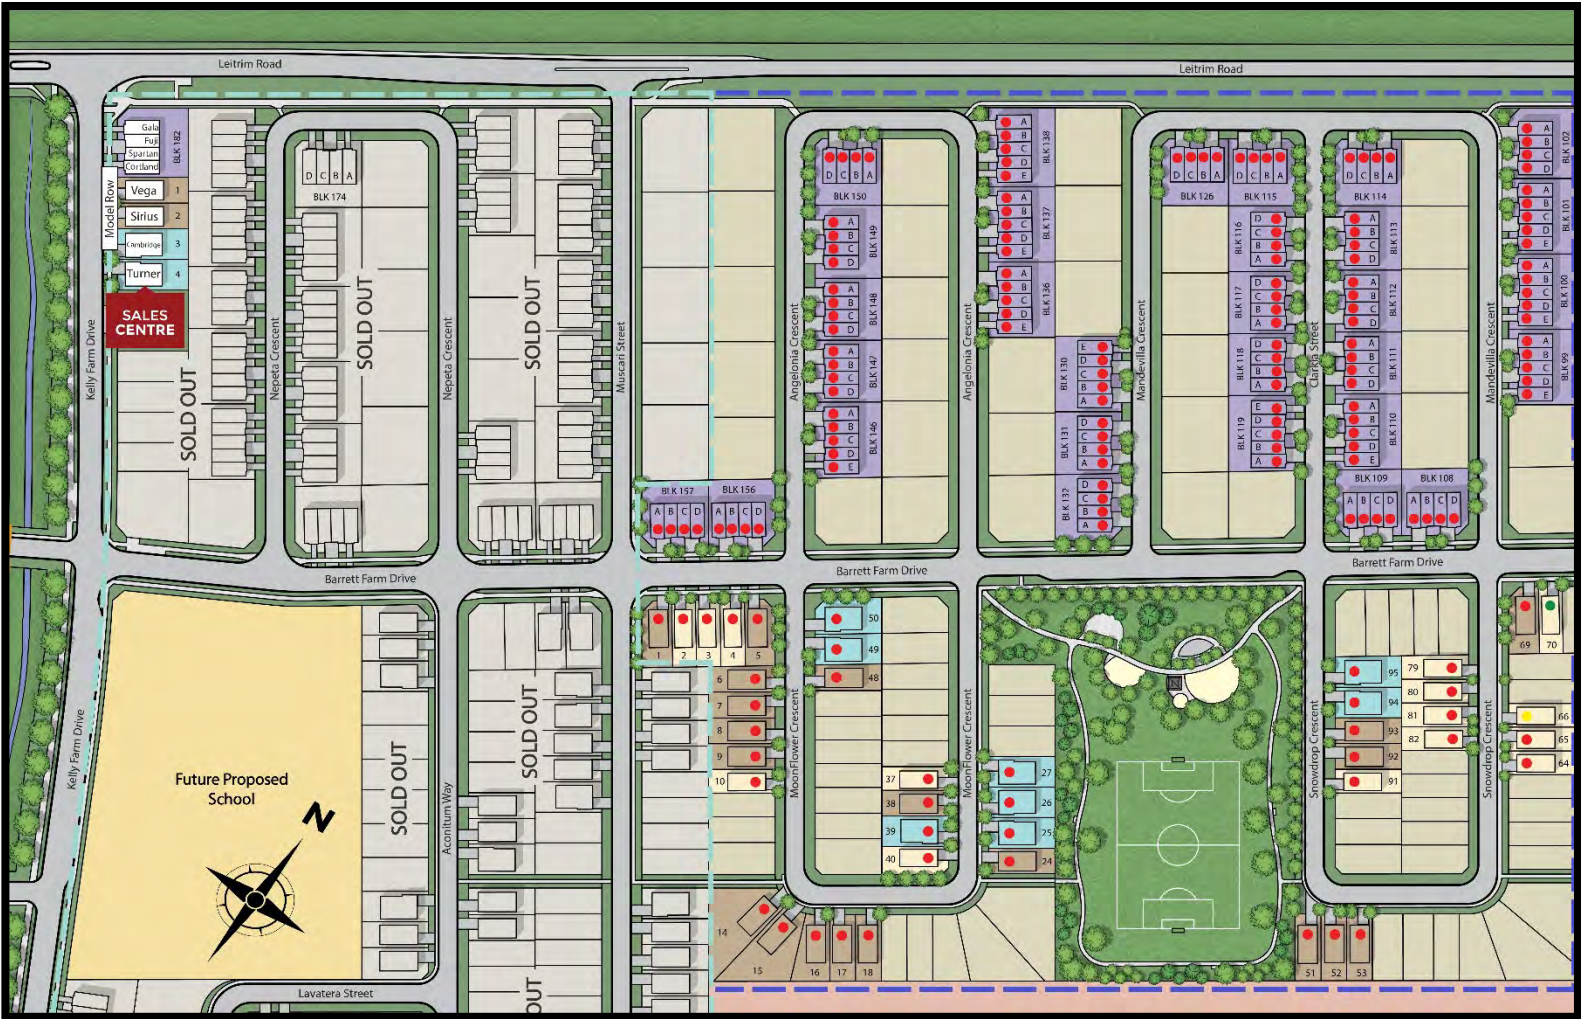 Leitrim Road
Leitrim Road
Gala
Fuji
Spartan
Cortland
BLK 182
Model Row
Vega 1
Sirius 2
Cambridge 3
Turner 4
SALES
CENTRE
Kelly Farm Drive
SOLD OUT
Nepeta Crescent
D C B A
BLK 174
SOLD OUT
Nepeta Crescent
SOLD OUT
Muscari Street
BLK 157
A B C D
BLK 156
A B C D
Angelonia Crescent
D C B A
BLK 150
A
B
C
D
BLK 149
A
B
C
D
BLK 148
A
B
C
D
BLK 147
A
B
C
D
E
BLK 146
Angelonia Crescent
A
B
C
D
E
BLK 138
A
B
C
D
E
BLK 137
A
B
C
D
E
BLK 136
E
D
C
B
A
BLK 130
D
C
B
A
BLK 131
D
C
B
A
BLK 132
Mandevilla Crescent
D C B A
BLK 126
D C B A
BLK 115
D
C
B
A
BLK 116
D
C
B
A
BLK 117
D
C
B
A
BLK 118
E
D
C
B
A
BLK 119
Clarkia Street
D C B A
BLK 114
A
B
C
D
BLK 113
A
B
C
D
BLK 112
A
B
C
D
BLK 111
A
B
C
D
E
BLK 110
BLK 109
A B C D
BLK 108
A B C D
Mandevilla Crescent
A
B
C
D
BLK 102
A
B
C
D
E
BLK 101
A
B
C
D
E
BLK 100
A
B
C
D
E
BLK 99
Barrett Farm Drive
Barrett Farm Drive
Barrett Farm Drive
Kelly Farm Drive
Future Proposed
School
N
SOLD OUT
Aconitum Way
SOLD OUT
OUT
Lavatera Street
1 2 3 4 5
6
7
8
9
10
14
15
16
17
18
MoonFlower Crescent
50
49
48
37
38
39
40
MoonFlower Crescent
27
26
25
24
Snowdrop Crescent
95
94
93
92
91
79
80
81
82
51
52
53
Snowdrop Crescent
69
70
66
65
64